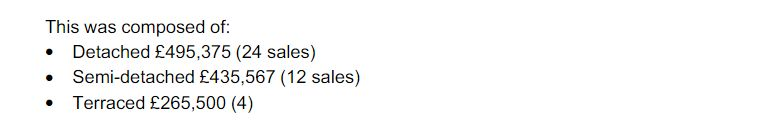 This was composed of:
• Detached £495,375 (24 sales)
• Semi-detached £435,567 (12 sales)
• Terraced £265,500 (4)